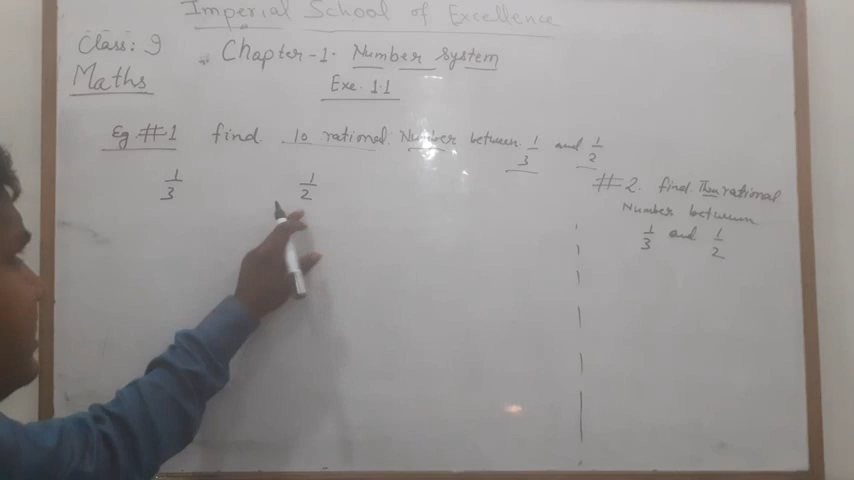 Imperial School of Excellence
Class: 9 Chapter-1. Number System
Maths
Exe. 1.1
Eg.#.1 find 10 rational Number between 1/3 and 1/2
1/3 1/2
#2. find Three rational
Number between
1/3 and 1/2